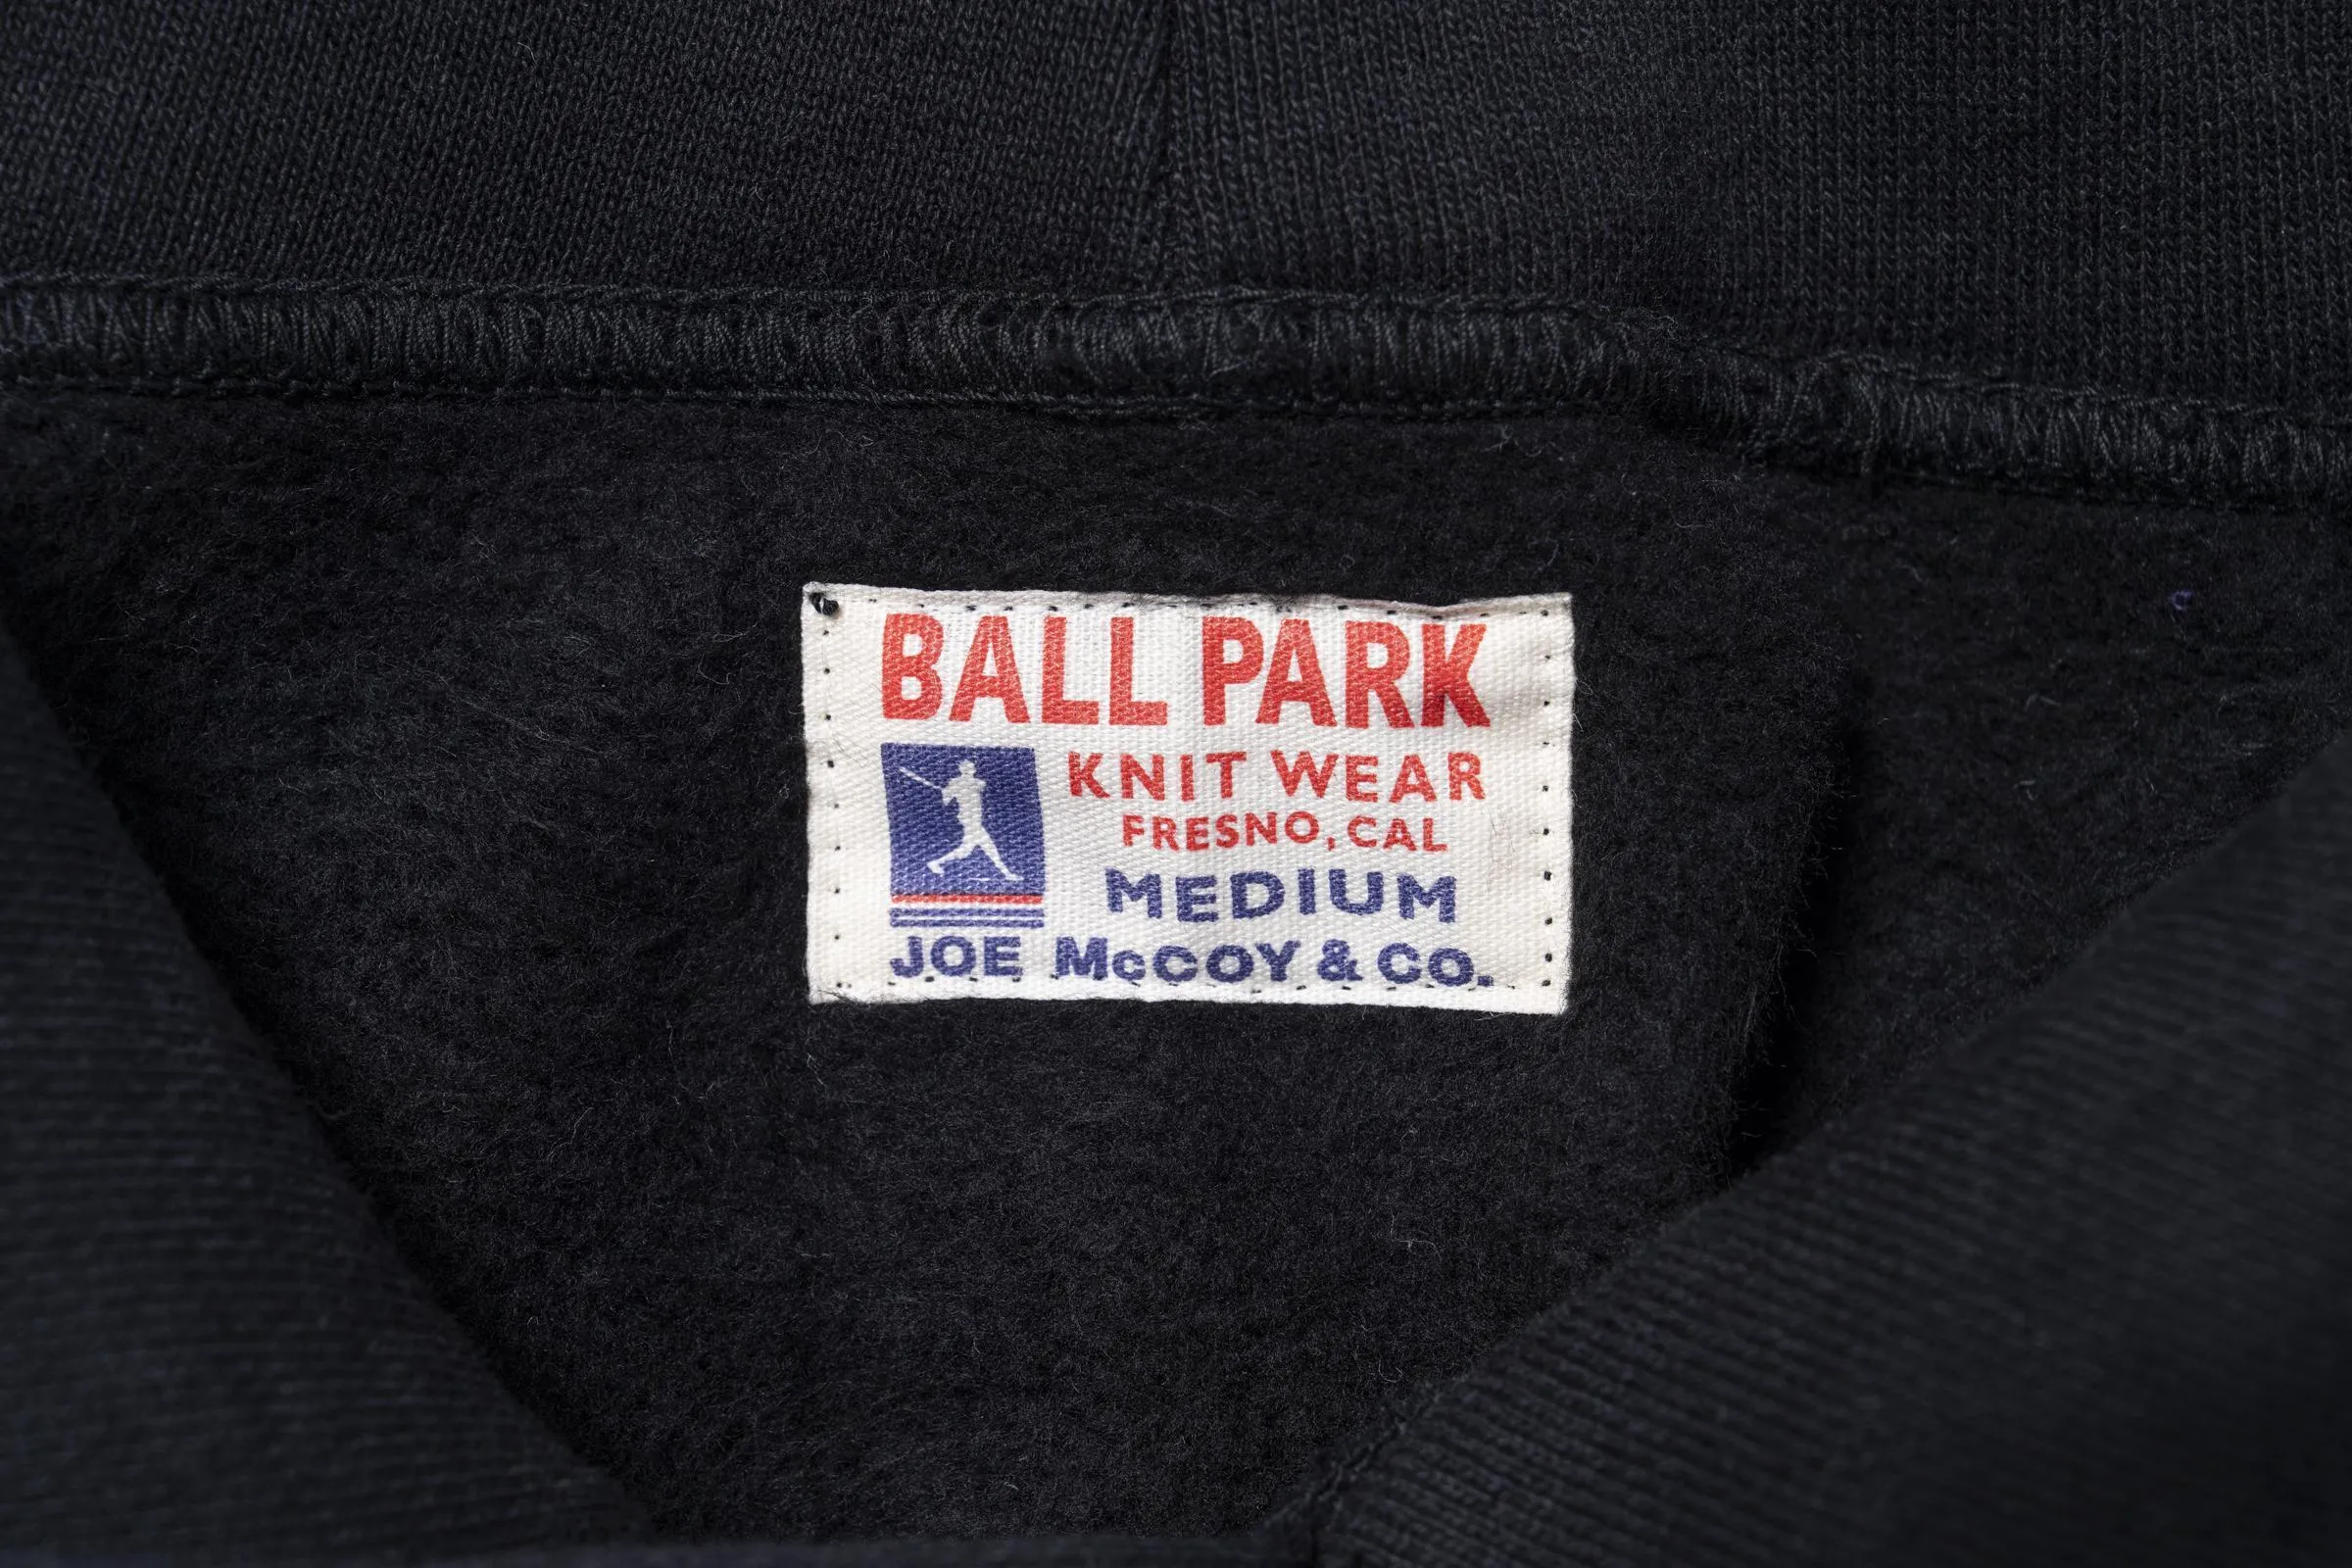 BALL PARK
KNIT WEAR
FRESNO, CAL
MEDIUM
JOE McCOY & CO.